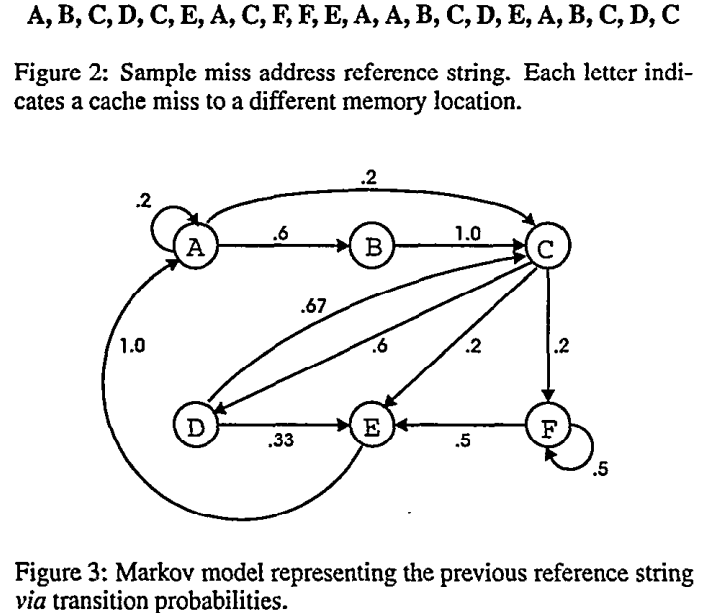 A, B, C, D, C, E, A, C, F, F, E, A, A, B, C, D, E, A, B, C, D, C
Figure 2: Sample miss address reference string. Each letter indi-
cates a cache miss to a different memory location.
.2
.2
A
.6
B
1.0
C
.67
1.0
.6
.2
.2
D
.33
E
.5
F
.5
Figure 3: Markov model representing the previous reference string
via transition probabilities.